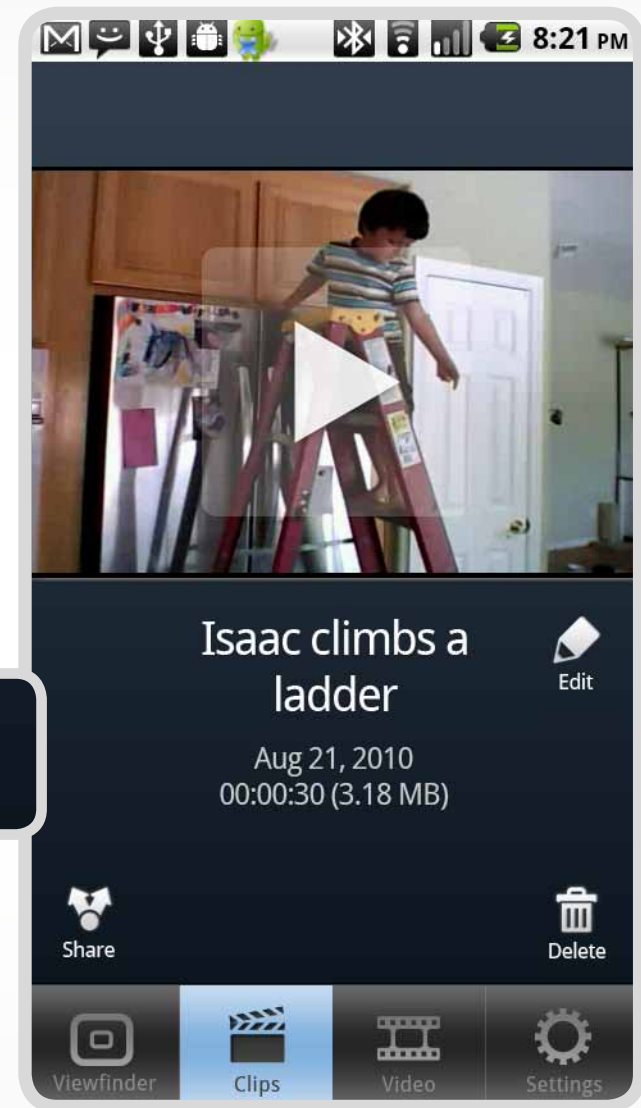 8:21 PM
Isaac climbs a
ladder
Edit
Aug 21, 2010
00:00:30 (3.18 MB)
Share
Delete
Viewfinder
Clips
Video
Settings